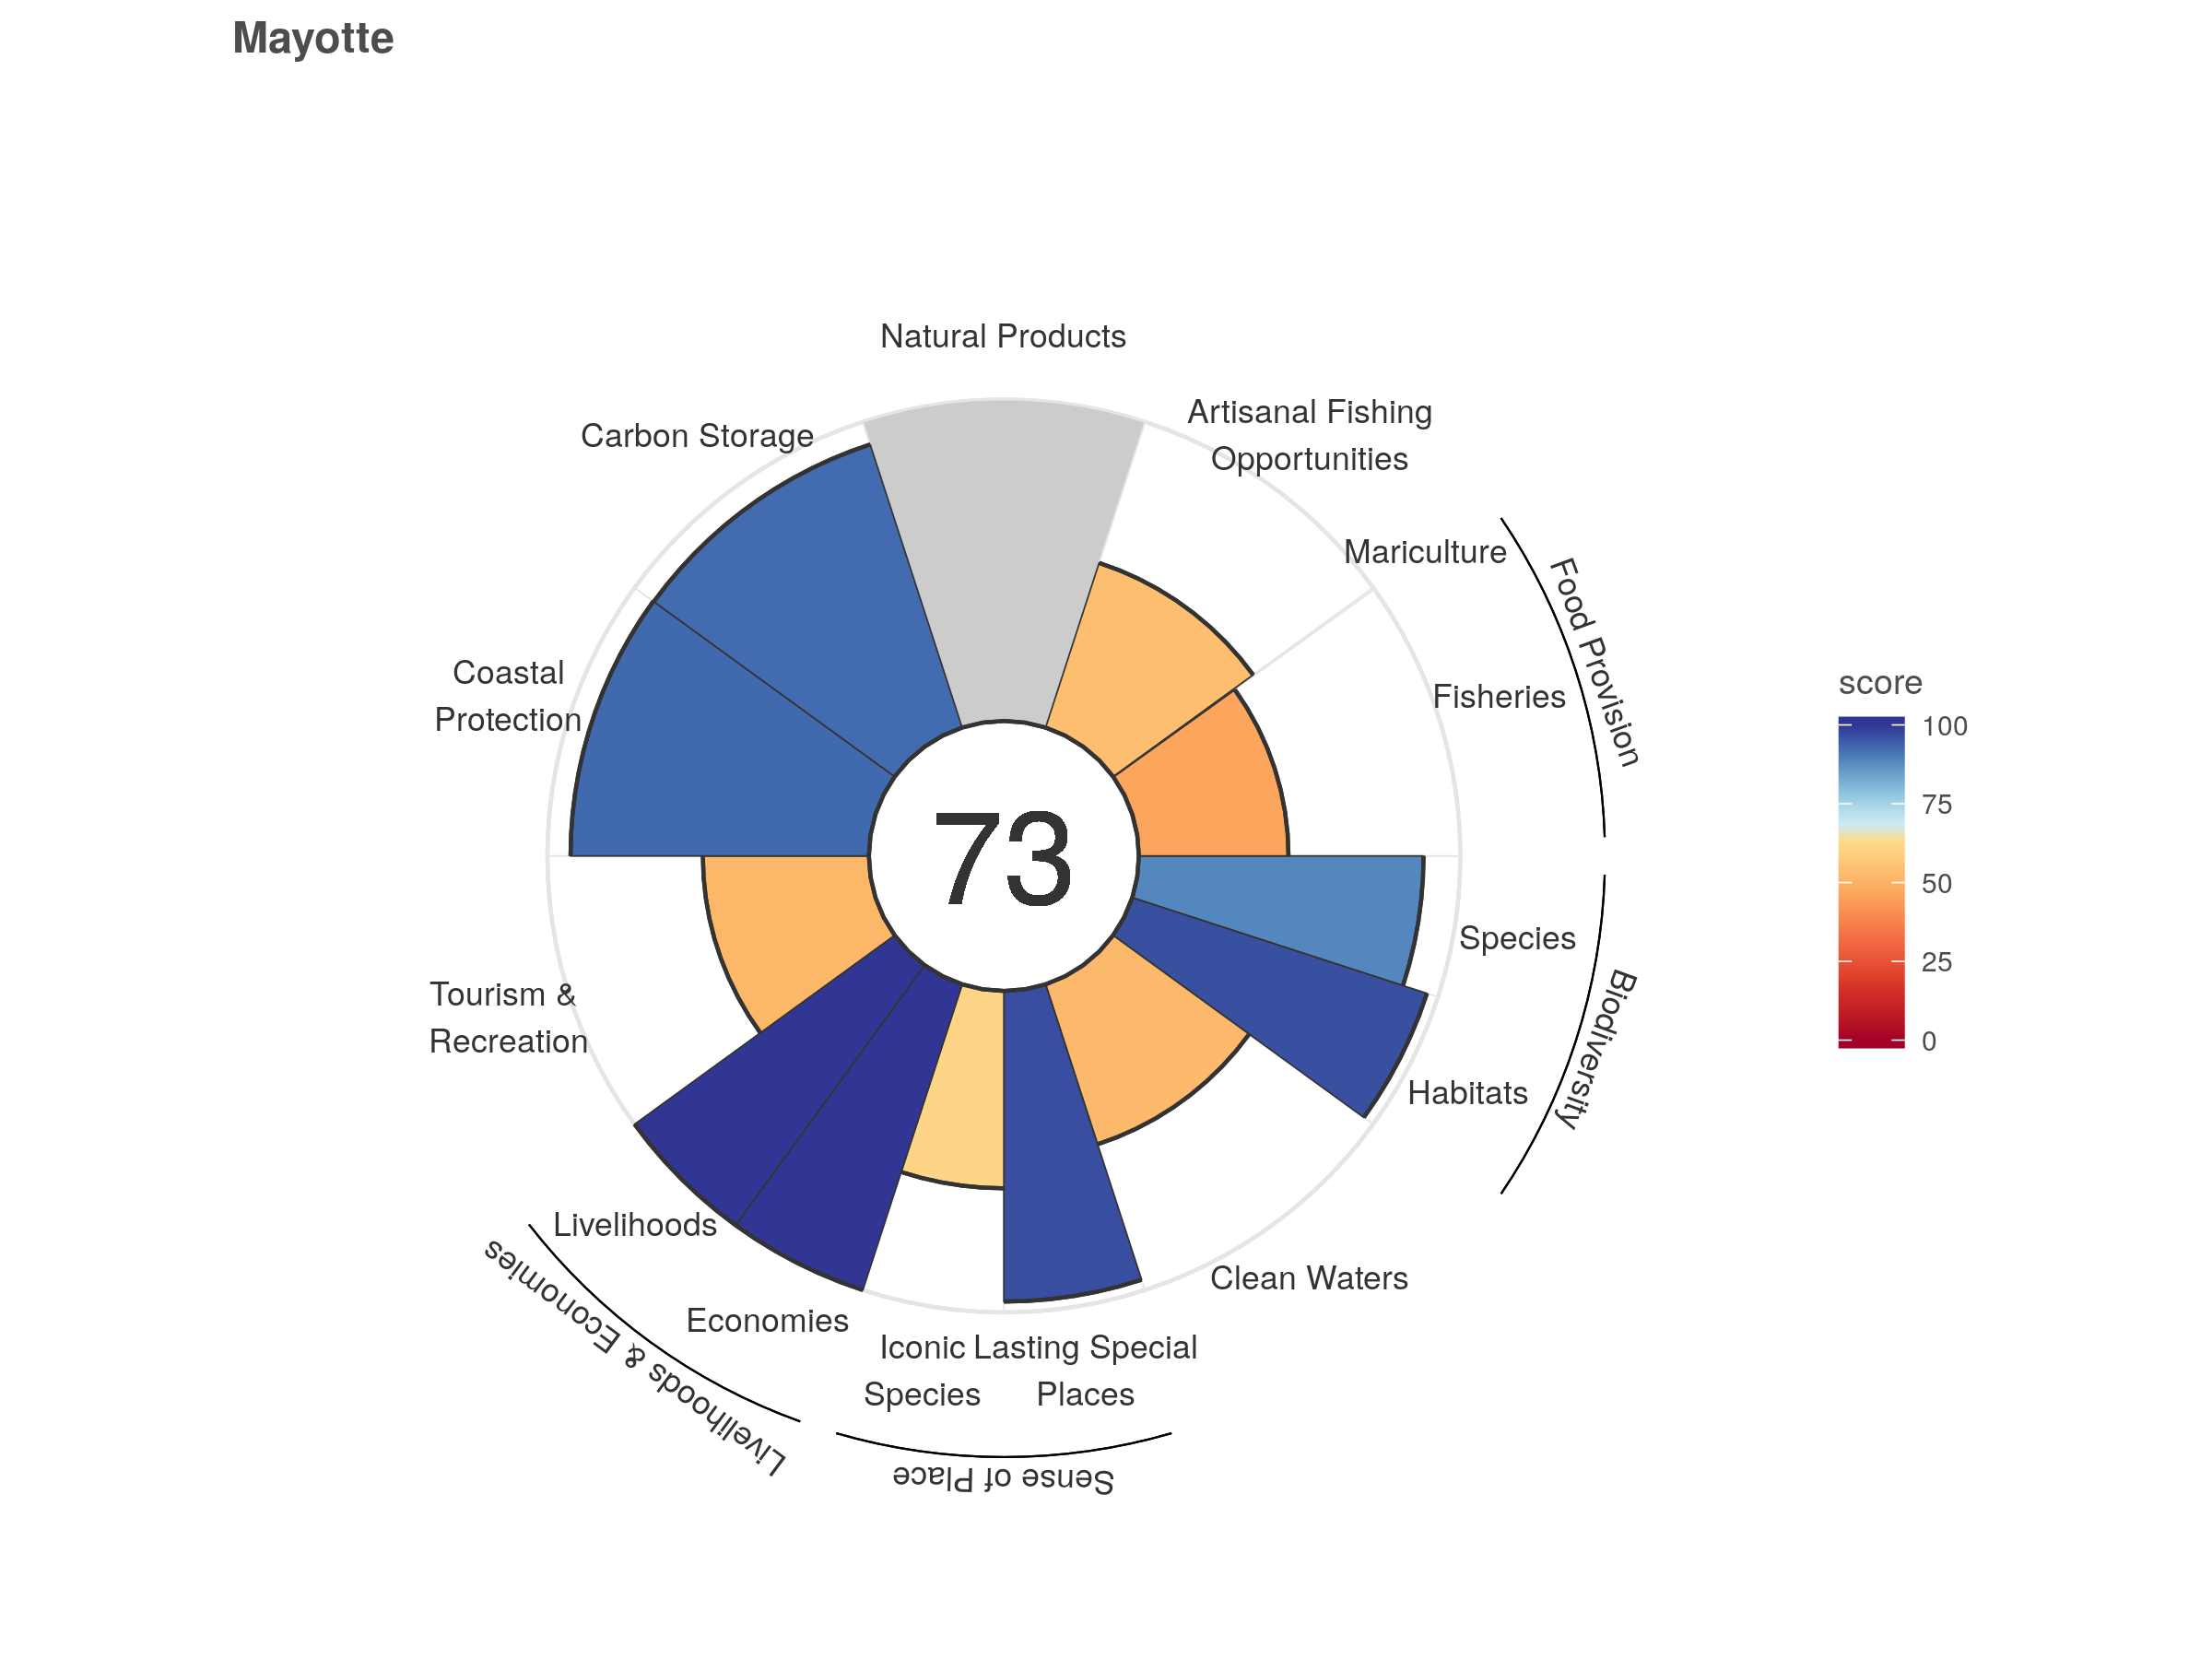 Mayotte
Natural Products
Artisanal Fishing
Opportunities
Carbon Storage
Mariculture
Food Provision
Fisheries
Coastal
Protection
score
100
75
50
25
0
73
Species
Biodiversity
Habitats
Tourism &
Recreation
Livelihoods
Livelihoods & Economies
Economies
Clean Waters
Iconic
Species
Lasting Special
Places
Sense of Place